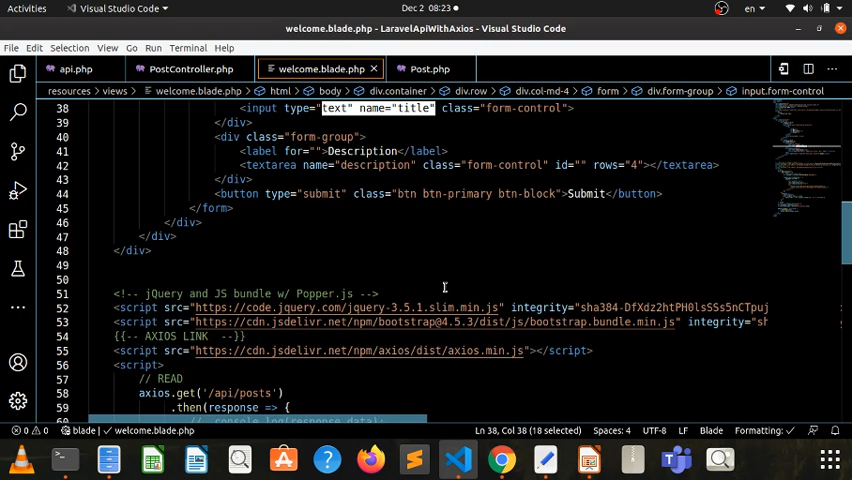 Activities Visual Studio Code Dec 2 08:23 en
welcome.blade.php - LaravelApiWithAxios - Visual Studio Code
File Edit Selection View Go Run Terminal Help
api.php PostController.php welcome.blade.php Post.php
resources > views > welcome.blade.php > html > body > div.container > div.row > div.col-md-4 > form > div.form-group > input.form-control
38 <input type="text" name="title" class="form-control">
39 </div>
40 <div class="form-group">
41 <label for="">Description</label>
42 <textarea name="description" class="form-control" id="" rows="4"></textarea>
43 </div>
44 <button type="submit" class="btn btn-primary btn-block">Submit</button>
45 </form>
46 </div>
47 </div>
48 </div>
49
50
51 <!-- jQuery and JS bundle w/ Popper.js -->
52 <script src="https://code.jquery.com/jquery-3.5.1.slim.min.js" integrity="sha384-DfXdz2htPH0lsSSs5nCTpuj
53 <script src="https://cdn.jsdelivr.net/npm/bootstrap@4.5.3/dist/js/bootstrap.bundle.min.js" integrity="sh
54 {{-- AXIOS LINK --}}
55 <script src="https://cdn.jsdelivr.net/npm/axios/dist/axios.min.js"></script>
56 <script>
57 // READ
58 axios.get('/api/posts')
59 .then(response => {
60 // console.log(response.data);
0 0 blade welcome.blade.php Ln 38, Col 38 (18 selected) Spaces: 4 UTF-8 LF Blade Formatting: ✓